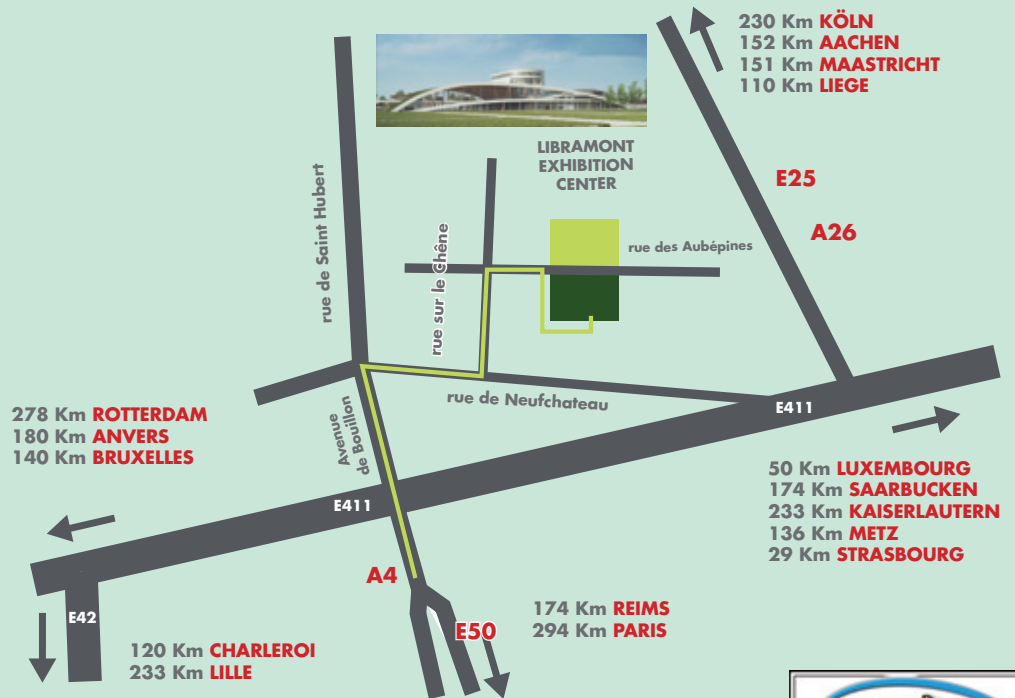 230 Km KÖLN
152 Km AACHEN
151 Km MAASTRICHT
110 Km LIEGE
LIBRAMONT
EXHIBITION
CENTER
E25
A26
rue de Saint Hubert
rue sur le Ghêne
rue des Aubépines
rue de Neufchateau
Avenue
de Bouillon
E411
278 Km ROTTERDAM
180 Km ANVERS
140 Km BRUXELLES
50 Km LUXEMBOURG
174 Km SAARBUCKEN
233 Km KAISERLAUTERN
136 Km METZ
29 Km STRASBOURG
E411
A4
E42
E50
174 Km REIMS
294 Km PARIS
120 Km CHARLEROI
233 Km LILLE